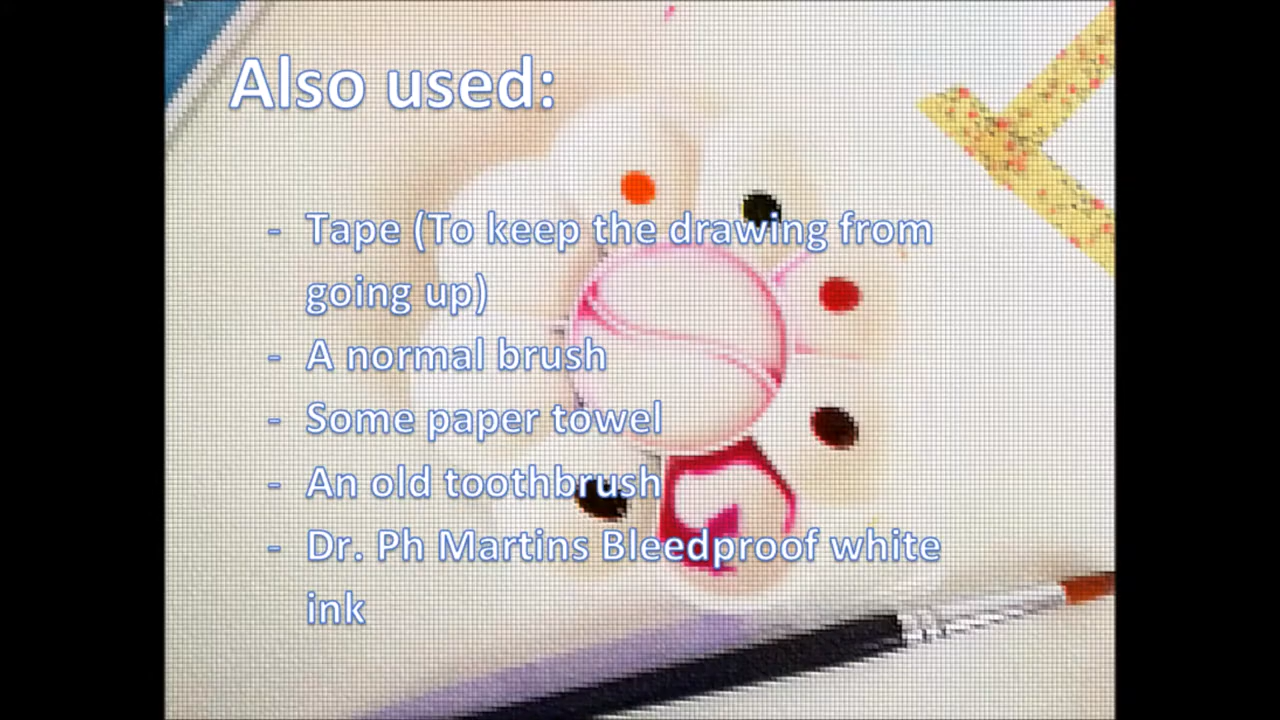 Also used:
- Tape (To keep the drawing from
going up)
- A normal brush
- Some paper towel
- An old toothbrush
- Dr. Ph Martins Bleedproof white
ink